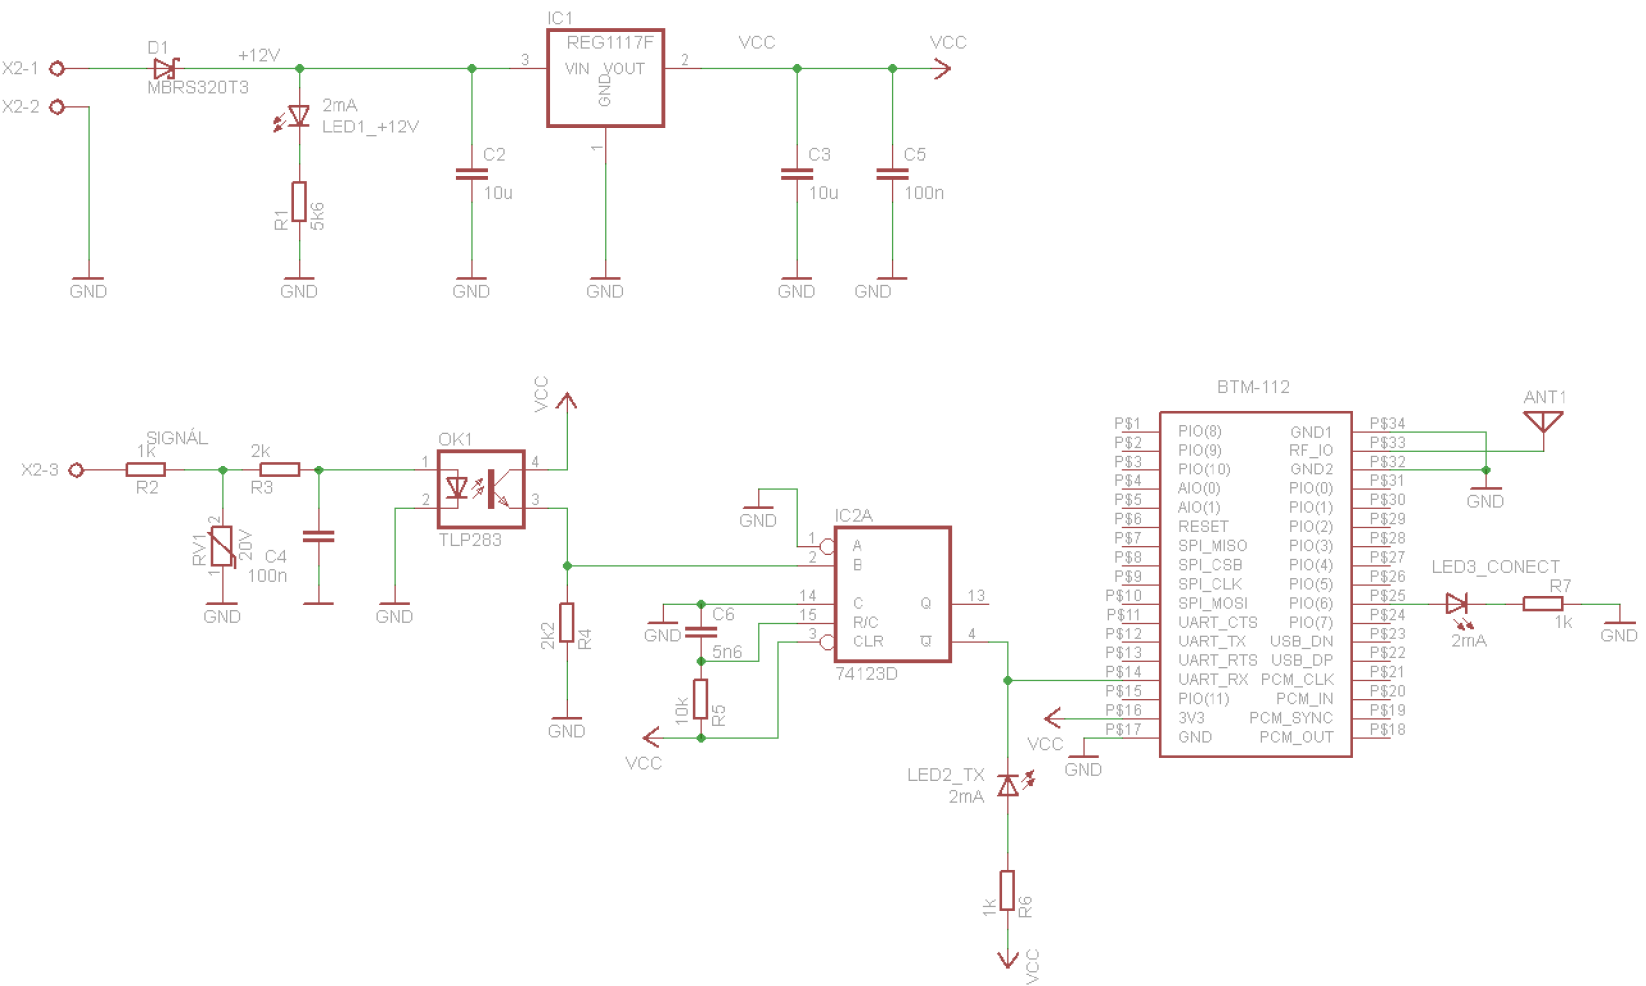 IC1
D1
+12V
REG1117F
VCC
VCC
X2-1
3
VIN
VOUT
2
GND
MBRS320T3
X2-2
2mA
LED1_+12V
1
C2
10u
C3
10u
C5
100n
R1
5k6
GND
GND
GND
GND
GND
GND
BTM-112
ANT1
VCC
SIGNÁL
OK1
X2-3
1k
R2
2k
R3
1
2
4
3
TLP283
RV1
2
1
20V
C4
100n
GND
GND
2k2
R4
GND
GND
IC2A
1
2
14
15
3
A
B
C
R/C
CLR
Q
Q
13
4
74123D
GND
C6
5n6
10k
R5
VCC
P$1 PIO(8)
P$2 PIO(9)
P$3 PIO(10)
P$4 AIO(0)
P$5 AIO(1)
P$6 RESET
P$7 SPI_MISO
P$8 SPI_CSB
P$9 SPI_CLK
P$10 SPI_MOSI
P$11 UART_CTS
P$12 UART_TX
P$13 UART_RTS
P$14 UART_RX
P$15 PIO(11)
P$16 3V3
P$17 GND
GND1 P$34
RF_IO P$33
GND2 P$32
PIO(0) P$31
PIO(1) P$30
PIO(2) P$29
PIO(3) P$28
PIO(4) P$27
PIO(5) P$26
PIO(6) P$25
PIO(7) P$24
USB_DN P$23
USB_DP P$22
PCM_CLK P$21
PCM_IN P$20
PCM_SYNC P$19
PCM_OUT P$18
GND
LED3_CONECT
2mA
R7
1k
GND
VCC
GND
LED2_TX
2mA
1k
R6
VCC